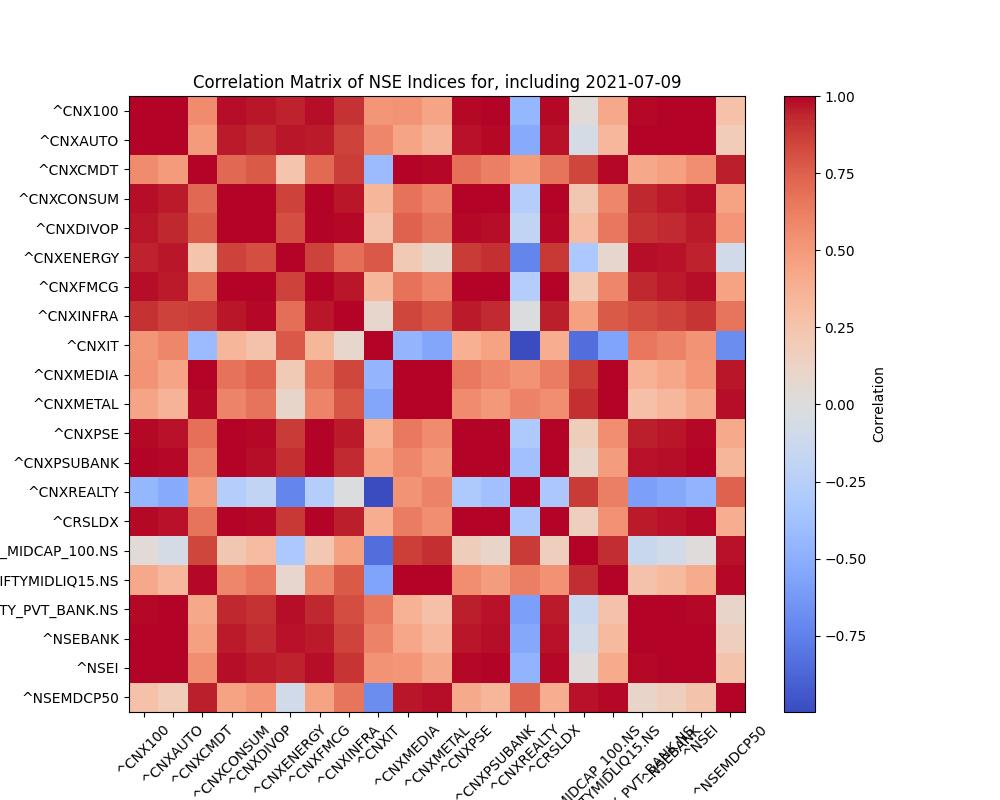 Correlation Matrix of NSE Indices for, including 2021-07-09
^CNX100
^CNXAUTO
^CNXCMDT
^CNXCONSUM
^CNXDIVOP
^CNXENERGY
^CNXFMCG
^CNXINFRA
^CNXIT
^CNXMEDIA
^CNXMETAL
^CNXPSE
^CNXPSUBANK
^CNXREALTY
^CRSLDX
_MIDCAP_100.NS
IFTYMIDLIQ15.NS
TY_PVT_BANK.NS
^NSEBANK
^NSEI
^NSEMDCP50
^CNX100
^CNXAUTO
^CNXCMDT
^CNXCONSUM
^CNXDIVOP
^CNXENERGY
^CNXFMCG
^CNXINFRA
^CNXIT
^CNXMEDIA
^CNXMETAL
^CNXPSE
^CNXPSUBANK
^CNXREALTY
^CRSLDX
MIDCAP_100.NS
TYMIDLIQ15.NS
_PVT_BANK.NS
^NSEBANK
^NSEI
^NSEMDCP50
1.00
0.75
0.50
0.25
0.00
−0.25
−0.50
−0.75
Correlation